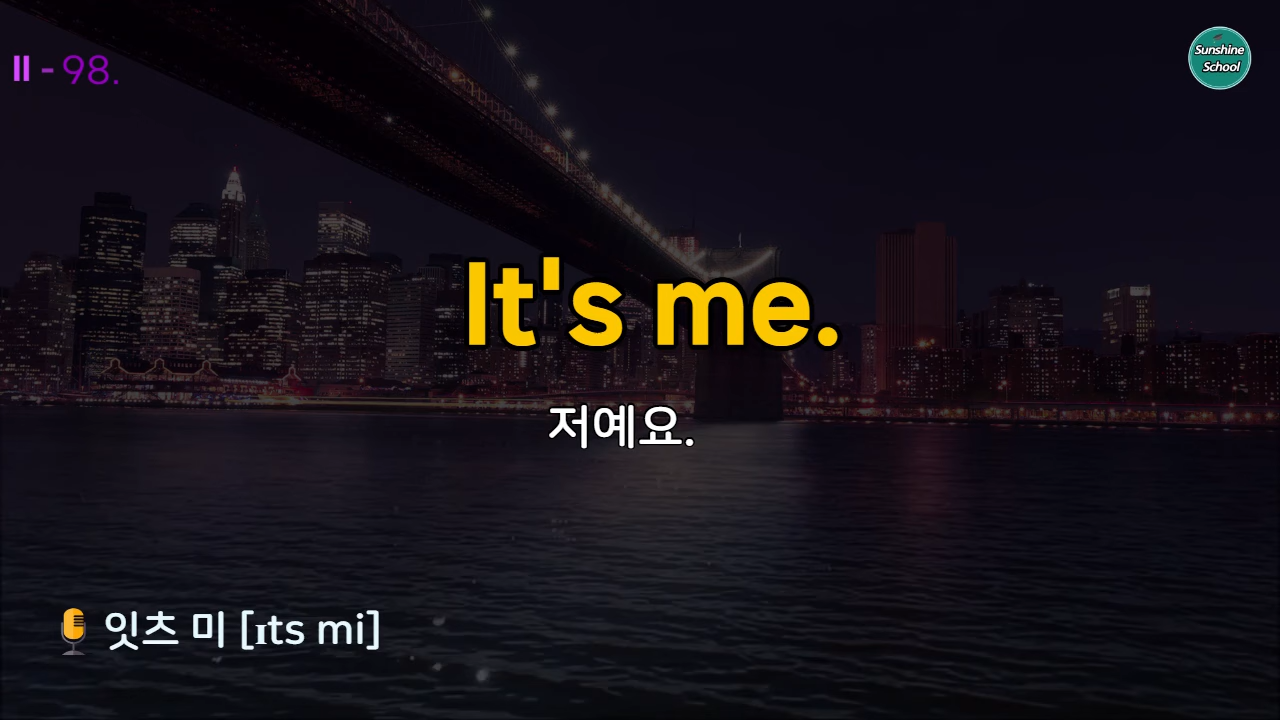 II - 98.
Sunshine
School
It's me.
저예요.
잇츠 미 [ɪts mi]